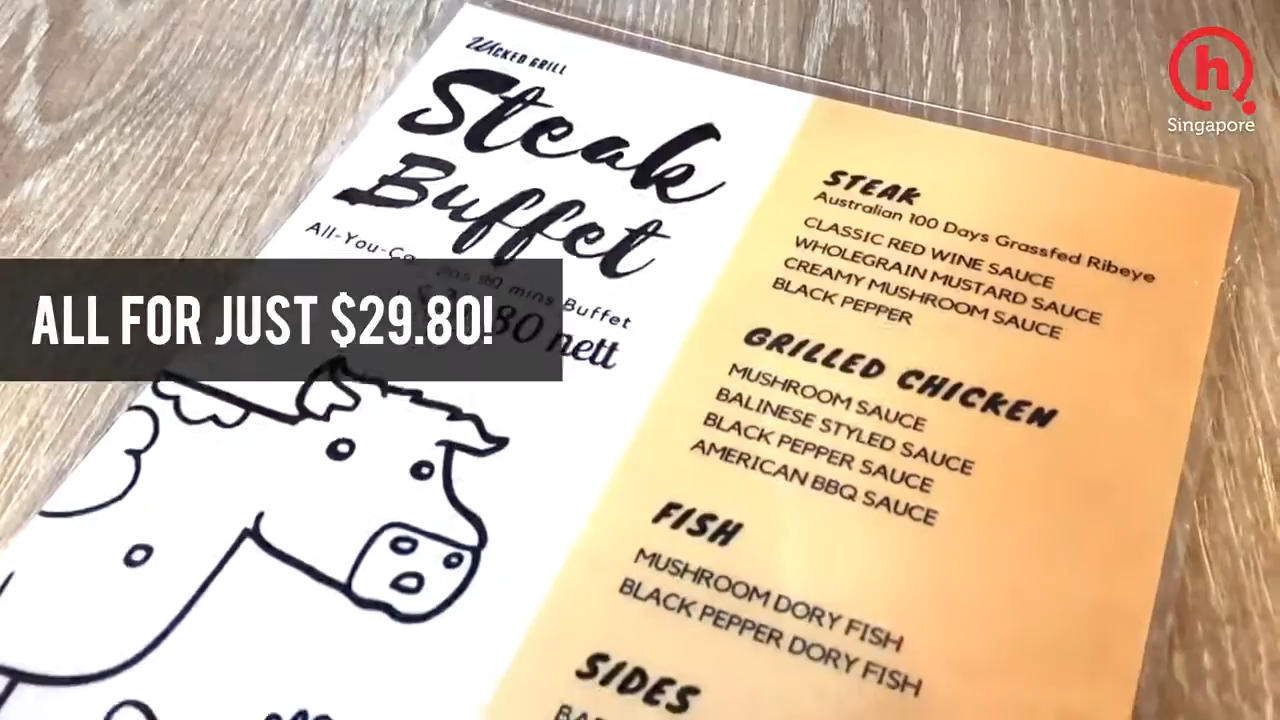 WICKED GRILL
Steak
Buffet
All-You-Ca
80 mins Buffet
80 nett
ALL FOR JUST $29.80!
STEAK
Australian 100 Days Grassfed Ribeye
CLASSIC RED WINE SAUCE
WHOLEGRAIN MUSTARD SAUCE
CREAMY MUSHROOM SAUCE
BLACK PEPPER
GRILLED CHICKEN
MUSHROOM SAUCE
BALINESE STYLED SAUCE
BLACK PEPPER SAUCE
AMERICAN BBQ SAUCE
FISH
MUSHROOM DORY FISH
BLACK PEPPER DORY FISH
SIDES
h
Singapore